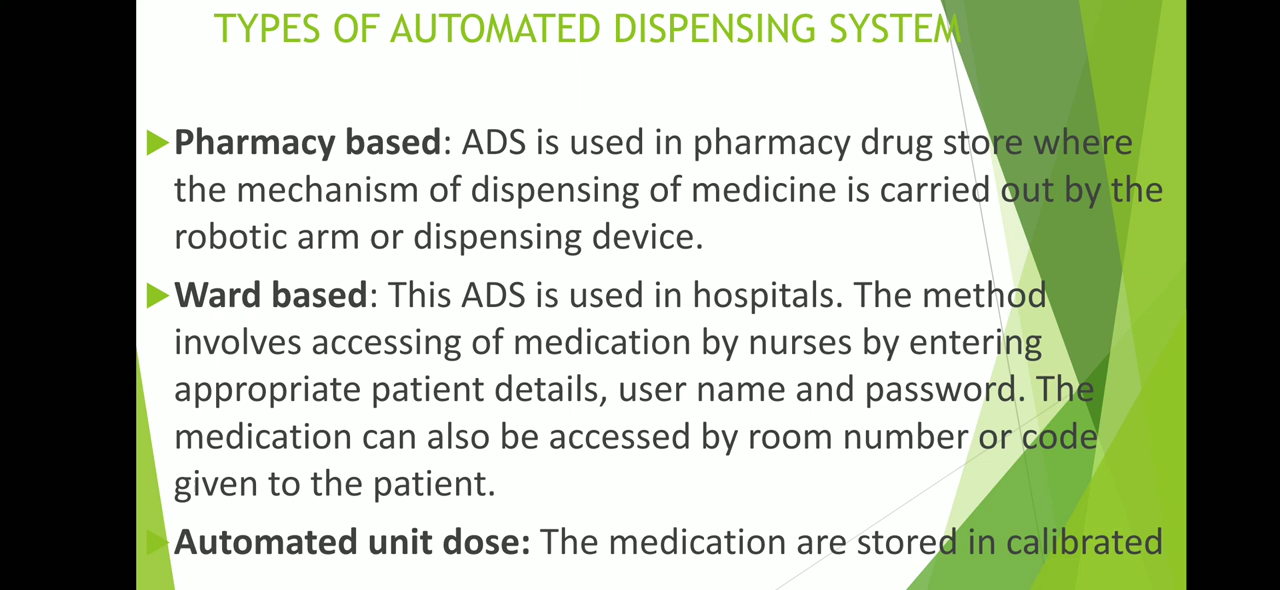 TYPES OF AUTOMATED DISPENSING SYSTEM
Pharmacy based: ADS is used in pharmacy drug store where
the mechanism of dispensing of medicine is carried out by the
robotic arm or dispensing device.
Ward based: This ADS is used in hospitals. The method
involves accessing of medication by nurses by entering
appropriate patient details, user name and password. The
medication can also be accessed by room number or code
given to the patient.
Automated unit dose: The medication are stored in calibrated